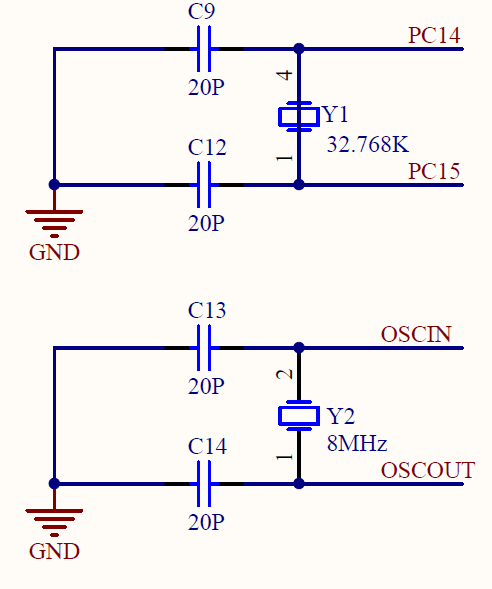 C9
PC14
20P
4
Y1
32.768K
C12
1
PC15
20P
GND
C13
OSCIN
20P
2
Y2
8MHz
C14
1
OSCOUT
20P
GND